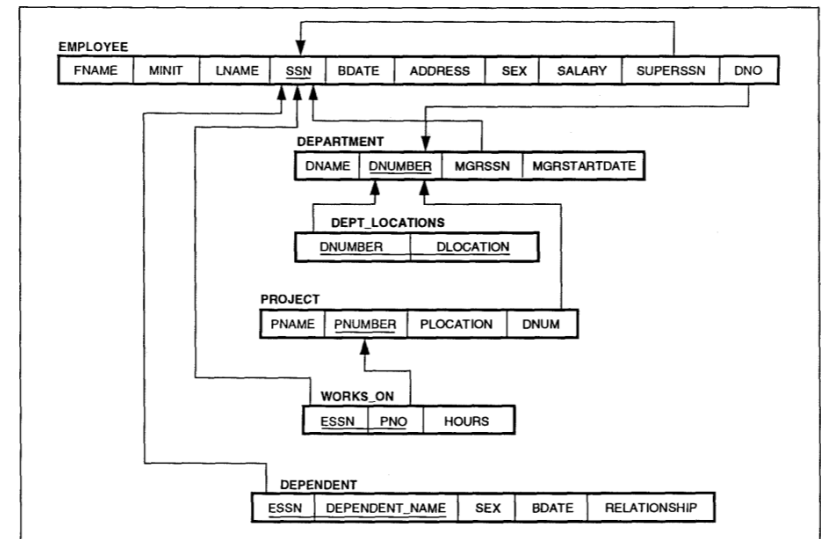 EMPLOYEE
FNAME MINIT LNAME SSN BDATE ADDRESS SEX SALARY SUPERSSN DNO
DEPARTMENT
DNAME DNUMBER MGRSSN MGRSTARTDATE
DEPT_LOCATIONS
DNUMBER DLOCATION
PROJECT
PNAME PNUMBER PLOCATION DNUM
WORKS_ON
ESSN PNO HOURS
DEPENDENT
ESSN DEPENDENT_NAME SEX BDATE RELATIONSHIP